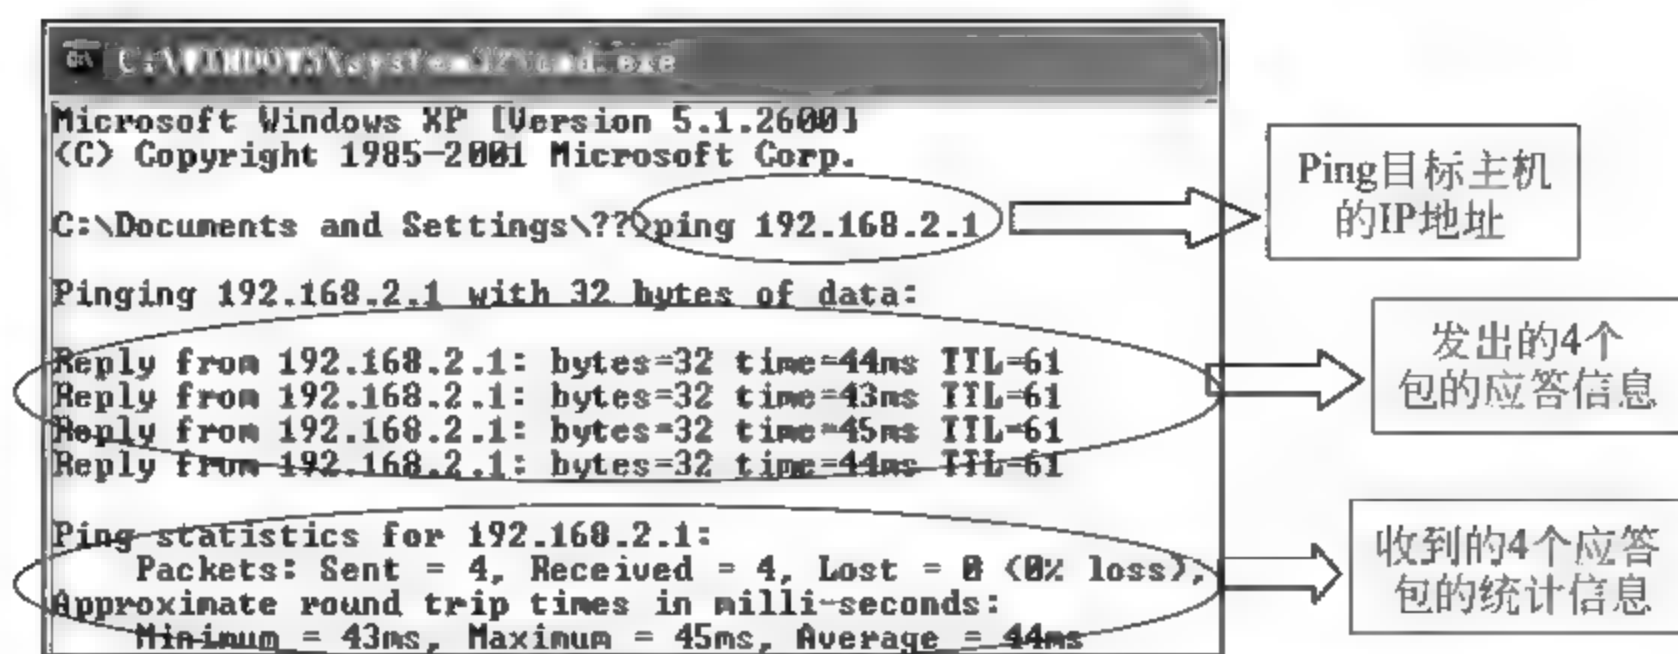 Microsoft Windows XP [Version 5.1.2600]
(C) Copyright 1985-2001 Microsoft Corp.
C:\Documents and Settings\??>ping 192.168.2.1
Pinging 192.168.2.1 with 32 bytes of data:
Reply from 192.168.2.1: bytes=32 time=44ms TTL=61
Reply from 192.168.2.1: bytes=32 time=43ms TTL=61
Reply from 192.168.2.1: bytes=32 time=45ms TTL=61
Reply from 192.168.2.1: bytes=32 time=44ms TTL=61
Ping statistics for 192.168.2.1:
Packets: Sent = 4, Received = 4, Lost = 0 (0% loss),
Approximate round trip times in milli-seconds:
Minimum = 43ms, Maximum = 45ms, Average = 44ms
Ping目标主机
的IP地址
发出的4个
包的应答信息
收到的4个应答
包的统计信息